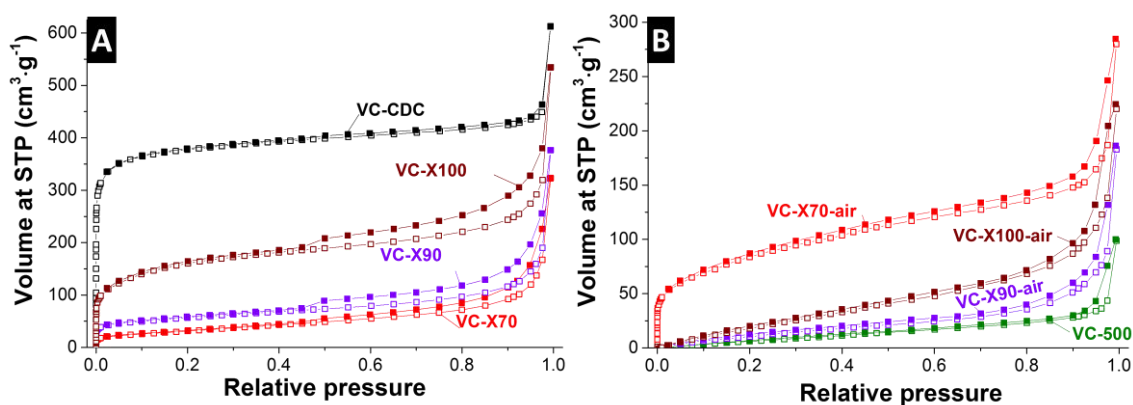 A
600
500
400
300
200
100
0
Volume at STP (cm³·g⁻¹)
VC-CDC
VC-X100
VC-X90
VC-X70
0.0 0.2 0.4 0.6 0.8 1.0
Relative pressure
B
300
250
200
150
100
50
0
Volume at STP (cm³·g⁻¹)
VC-X70-air
VC-X100-air
VC-X90-air
VC-500
0.0 0.2 0.4 0.6 0.8 1.0
Relative pressure